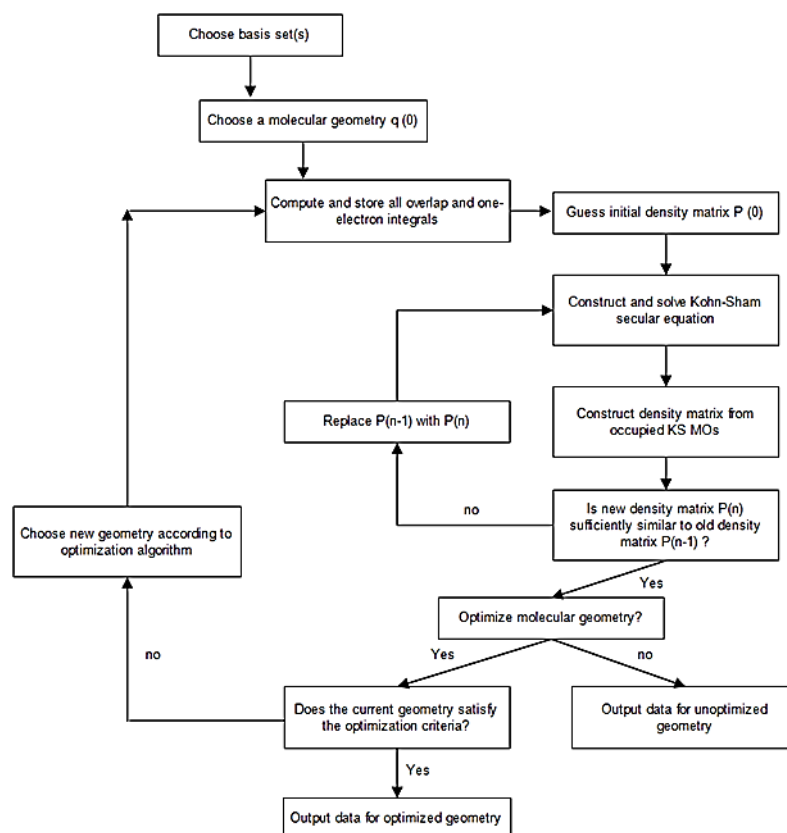 Choose basis set(s)
Choose a molecular geometry q (0)
Compute and store all overlap and one-
electron integrals
Guess initial density matrix P (0)
Construct and solve Kohn-Sham
secular equation
Replace P(n-1) with P(n)
Construct density matrix from
occupied KS MOs
no
Is new density matrix P(n)
sufficiently similar to old density
matrix P(n-1) ?
Choose new geometry according to
optimization algorithm
Yes
Optimize molecular geometry?
Yes
no
no
Does the current geometry satisfy
the optimization criteria?
Output data for unoptimized
geometry
Yes
Output data for optimized geometry